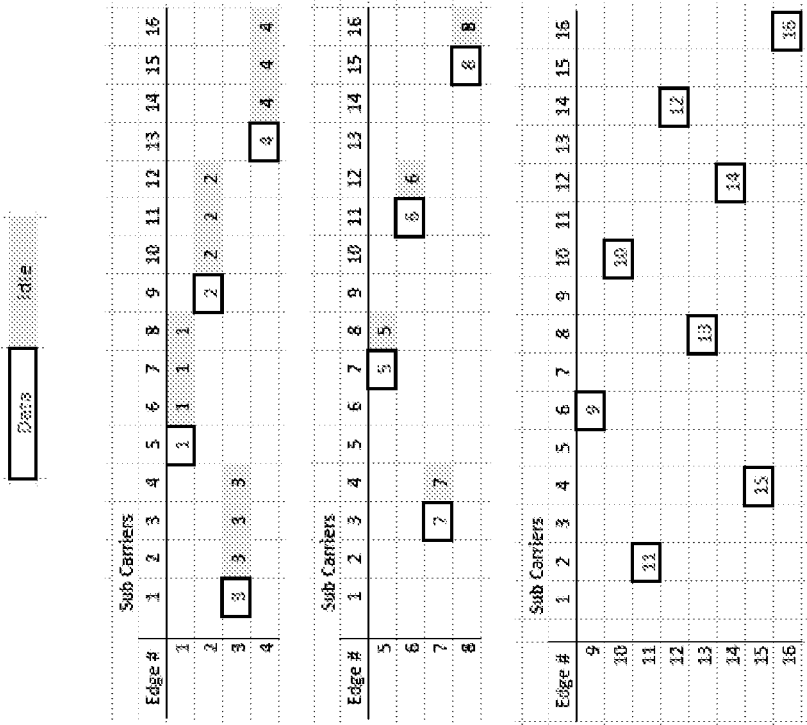 Data Idle
Sub Carriers
Edge # 1 2 3 4 5 6 7 8 9 10 11 12 13 14 15 16
1 1 1 1 1
2 2 2 2 2
3 3 3 3 3
4 4 4 4 4
Sub Carriers
Edge # 1 2 3 4 5 6 7 8 9 10 11 12 13 14 15 16
5 5 5
6 6 6
7 7 7
8 8 8
Sub Carriers
Edge # 1 2 3 4 5 6 7 8 9 10 11 12 13 14 15 16
9 9
10 10
11 11
12 12
13 13
14 14
15 15
16 16